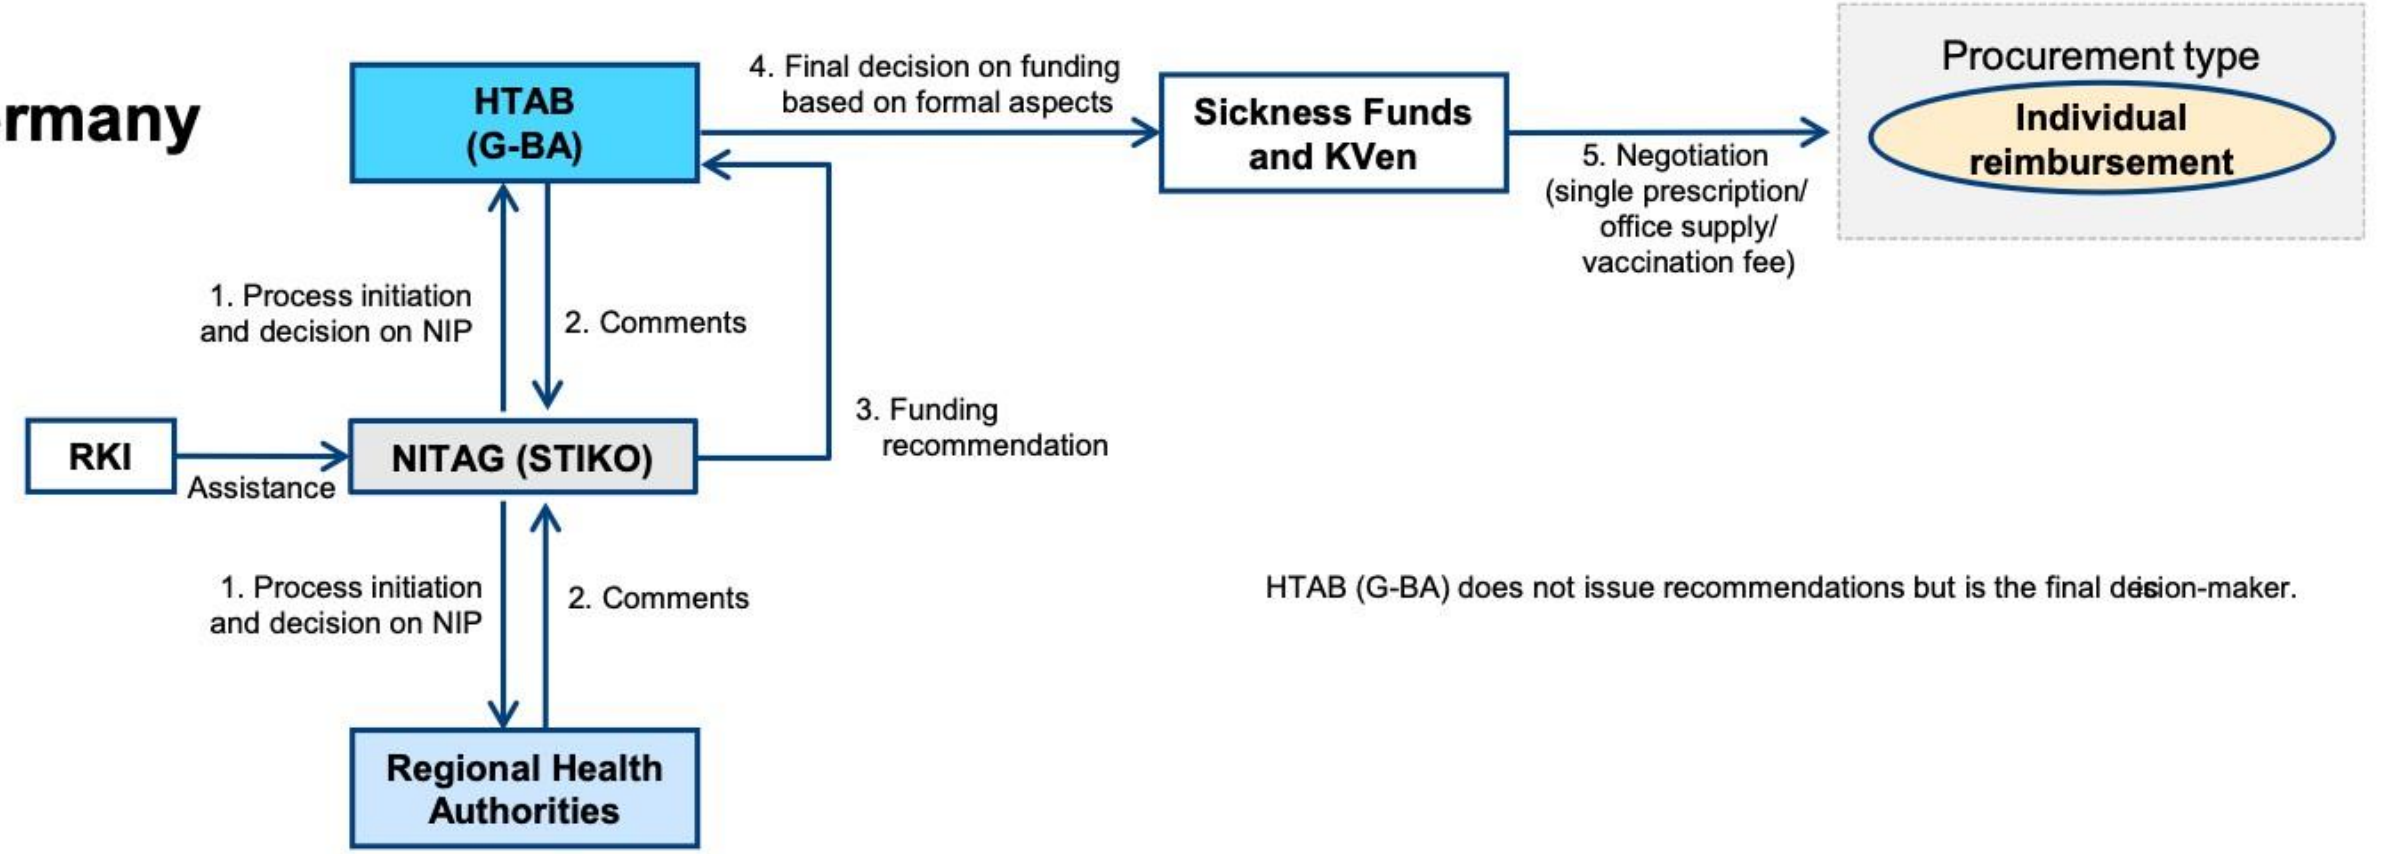 rmany
HTAB
(G-BA)
4. Final decision on funding
based on formal aspects
Sickness Funds
and KVen
5. Negotiation
(single prescription/
office supply/
vaccination fee)
Procurement type
Individual
reimbursement
1. Process initiation
and decision on NIP
2. Comments
3. Funding
recommendation
RKI
Assistance
NITAG (STIKO)
1. Process initiation
and decision on NIP
2. Comments
HTAB (G-BA) does not issue recommendations but is the final decision-maker.
Regional Health
Authorities